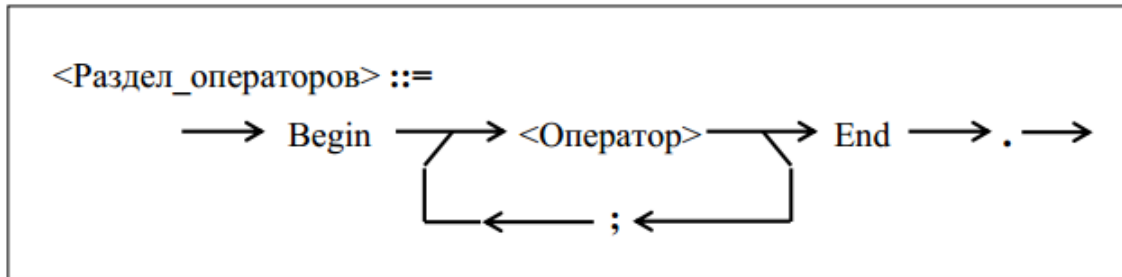 <Раздел_операторов> ::=
Begin <Оператор> End .
;